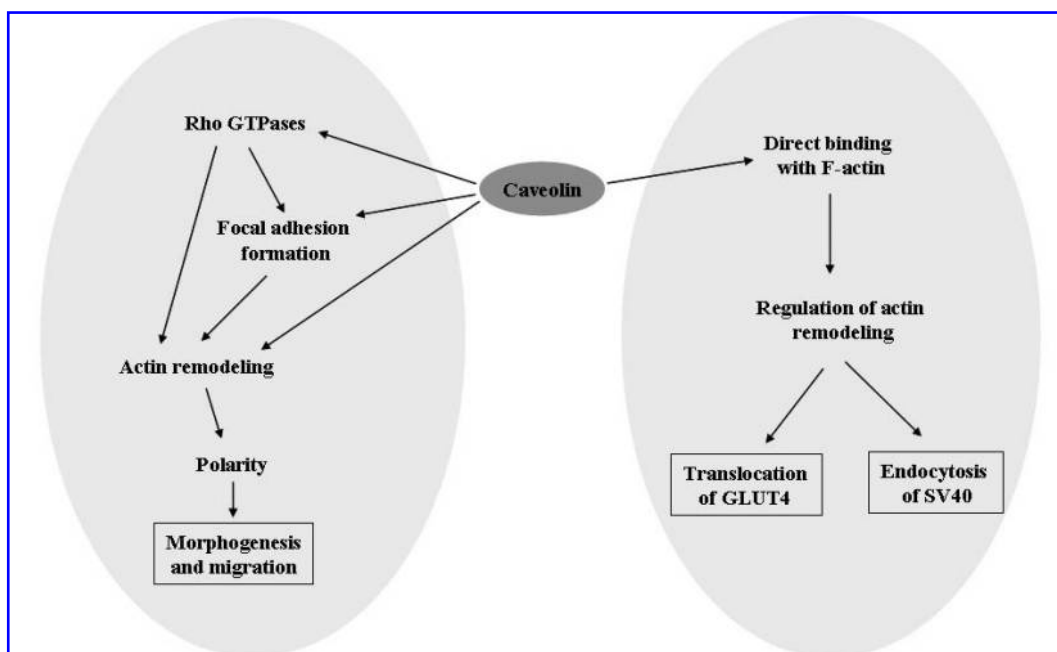 Rho GTPases
Focal adhesion
formation
Actin remodeling
Polarity
Morphogenesis
and migration
Caveolin
Direct binding
with F-actin
Regulation of actin
remodeling
Translocation
of GLUT4
Endocytosis
of SV40